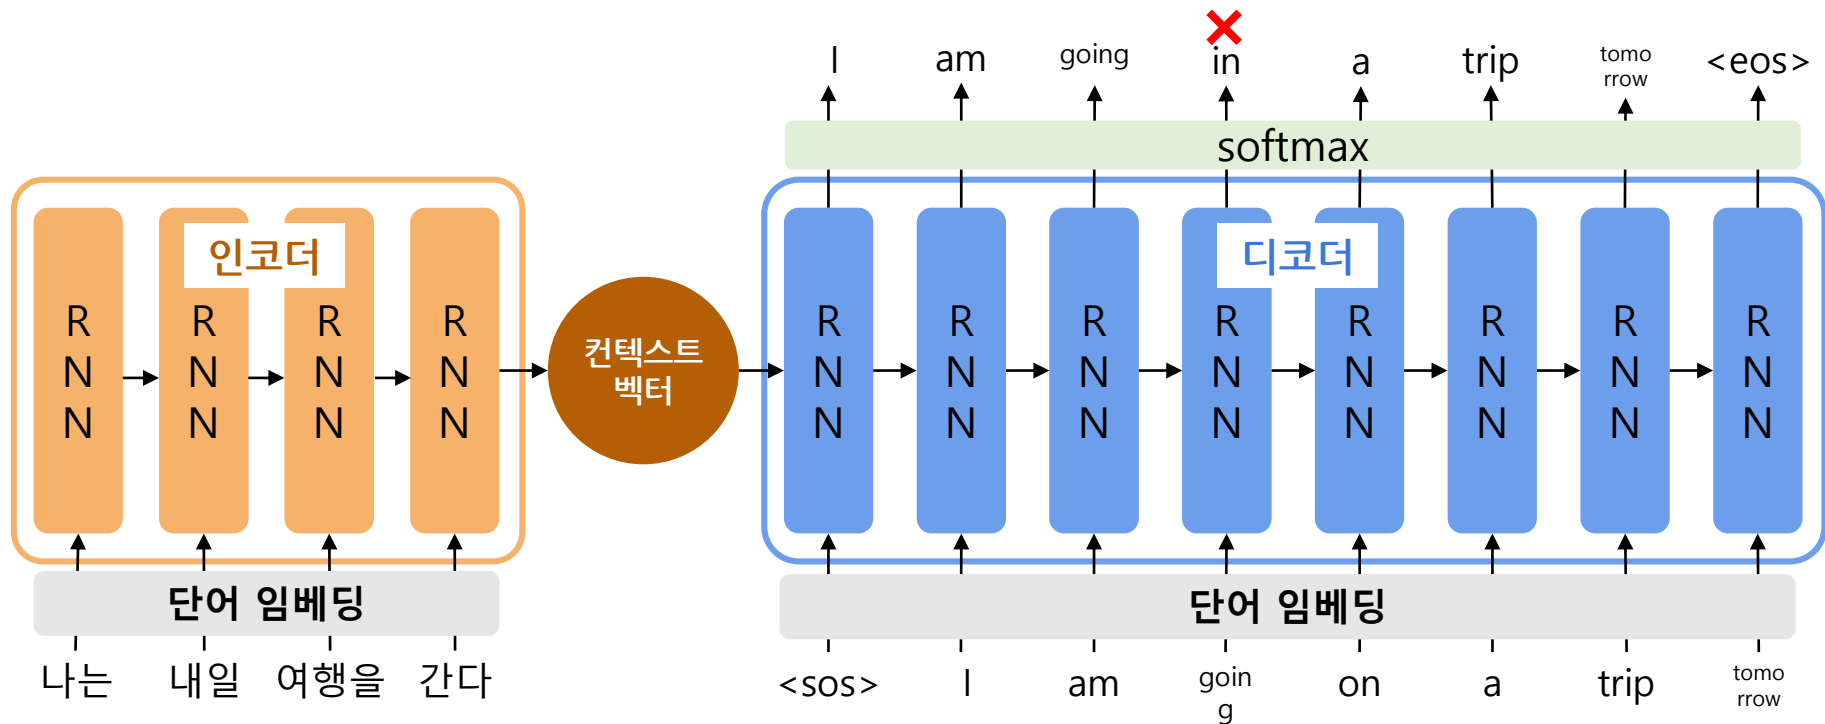 I am going in a trip tomo
rrow <eos>
softmax
인코더
디코더
R R R R R R R R R R R R
N N N N N N N N N N N N
N N N N N N N N N N N N
컨텍스트
벡터
단어 임베딩
단어 임베딩
나는 내일 여행을 간다
<sos> I am goin
g on a trip tomo
rrow